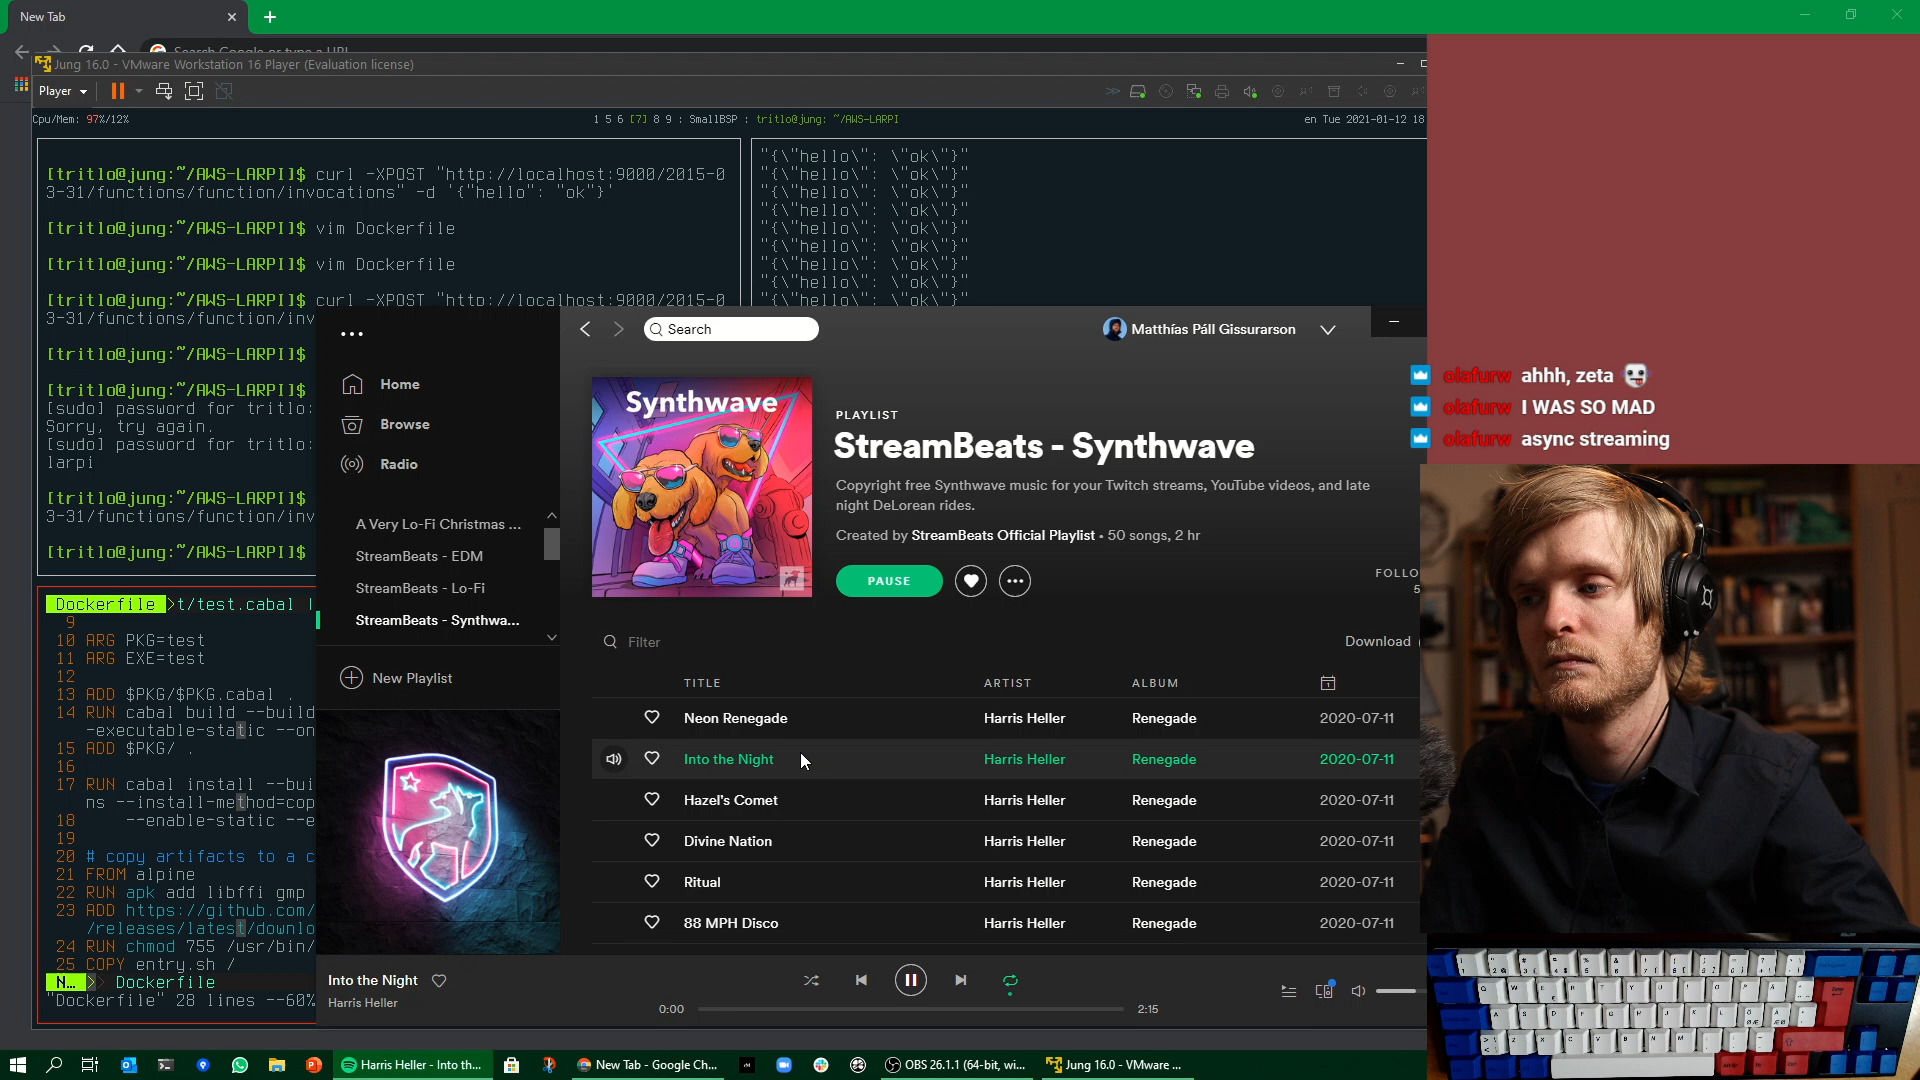 New Tab
Search Google or type a URL
Jung 16.0 - VMware Workstation 16 Player (Evaluation license)
Player
Cpu/Mem: 97%/12%
1 5 6 [7] 8 9 : SmallBSP : tritlo@jung: ~/AWS-LARPI
en Tue 2021-01-12 18
[tritlo@jung:~/AWS-LARPI]$ curl -XPOST "http://localhost:9000/2015-0
3-31/functions/function/invocations" -d '{"hello": "ok"}'
[tritlo@jung:~/AWS-LARPI]$ vim Dockerfile
[tritlo@jung:~/AWS-LARPI]$ vim Dockerfile
[tritlo@jung:~/AWS-LARPI]$ curl -XPOST "http://localhost:9000/2015-0
3-31/functions/function/inv
[tritlo@jung:~/AWS-LARPI]$
[tritlo@jung:~/AWS-LARPI]$
[sudo] password for tritlo:
Sorry, try again.
[sudo] password for tritlo:
larpi
[tritlo@jung:~/AWS-LARPI]$
3-31/functions/function/inv
[tritlo@jung:~/AWS-LARPI]$
"{\"hello\": \"ok\"}"
"{\"hello\": \"ok\"}"
"{\"hello\": \"ok\"}"
"{\"hello\": \"ok\"}"
"{\"hello\": \"ok\"}"
"{\"hello\": \"ok\"}"
"{\"hello\": \"ok\"}"
"{\"hello\": \"ok\"}"
"{\"hello\": \"ok\"}"
Dockerfile >t/test.cabal |
9
10 ARG PKG=test
11 ARG EXE=test
12
13 ADD $PKG/$PKG.cabal .
14 RUN cabal build --build
-executable-static --on
15 ADD $PKG/ .
16
17 RUN cabal install --bui
ns --install-method=cop
18 --enable-static --e
19
20 # copy artifacts to a c
21 FROM alpine
22 RUN apk add libffi gmp
23 ADD https://github.com/
/releases/latest/downlo
24 RUN chmod 755 /usr/bin/
25 COPY entry.sh /
N... > Dockerfile
"Dockerfile" 28 lines --60%
Home
Browse
Radio
A Very Lo-Fi Christmas ...
StreamBeats - EDM
StreamBeats - Lo-Fi
StreamBeats - Synthwa...
New Playlist
Search
Matthías Páll Gissurarson
Synthwave
PLAYLIST
StreamBeats - Synthwave
Copyright free Synthwave music for your Twitch streams, YouTube videos, and late
night DeLorean rides.
Created by StreamBeats Official Playlist • 50 songs, 2 hr
PAUSE
FOLLO
5
Filter
Download
TITLE ARTIST ALBUM
Neon Renegade Harris Heller Renegade 2020-07-11
Into the Night Harris Heller Renegade 2020-07-11
Hazel's Comet Harris Heller Renegade 2020-07-11
Divine Nation Harris Heller Renegade 2020-07-11
Ritual Harris Heller Renegade 2020-07-11
88 MPH Disco Harris Heller Renegade 2020-07-11
Into the Night
Harris Heller
0:00
2:15
olafurw ahhh, zeta
olafurw I WAS SO MAD
olafurw async streaming
Harris Heller - Into th...
New Tab - Google Ch...
OBS 26.1.1 (64-bit, wi...
Jung 16.0 - VMware ...